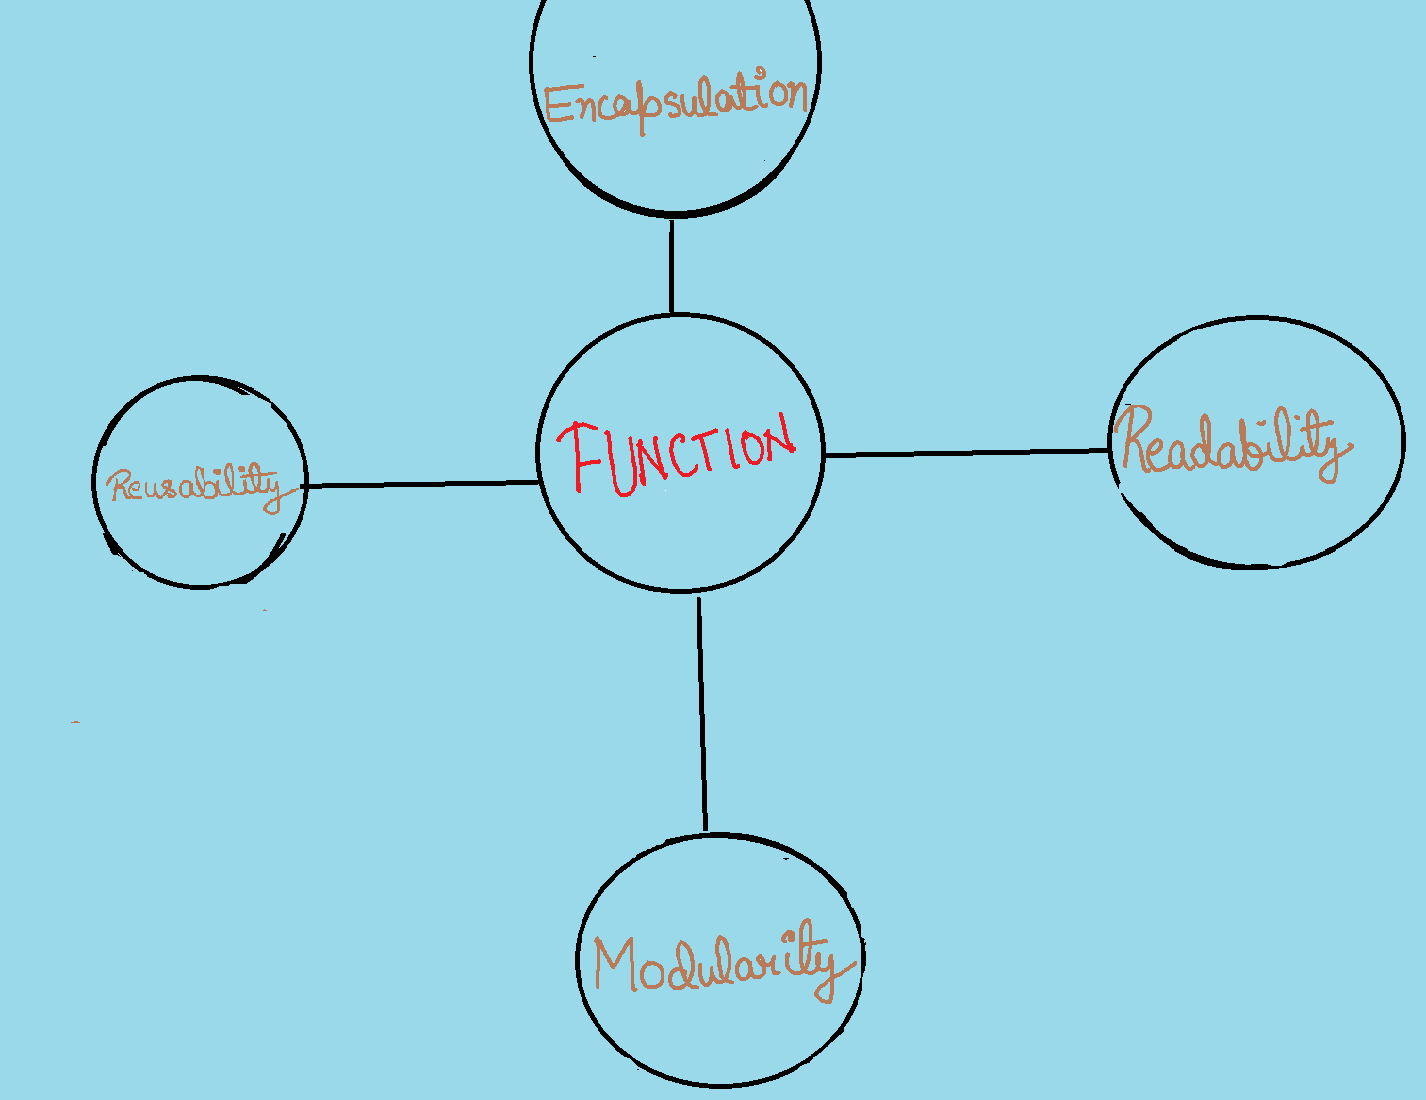 Encapsulation
FUNCTION
Reusability
Readability
Modularity